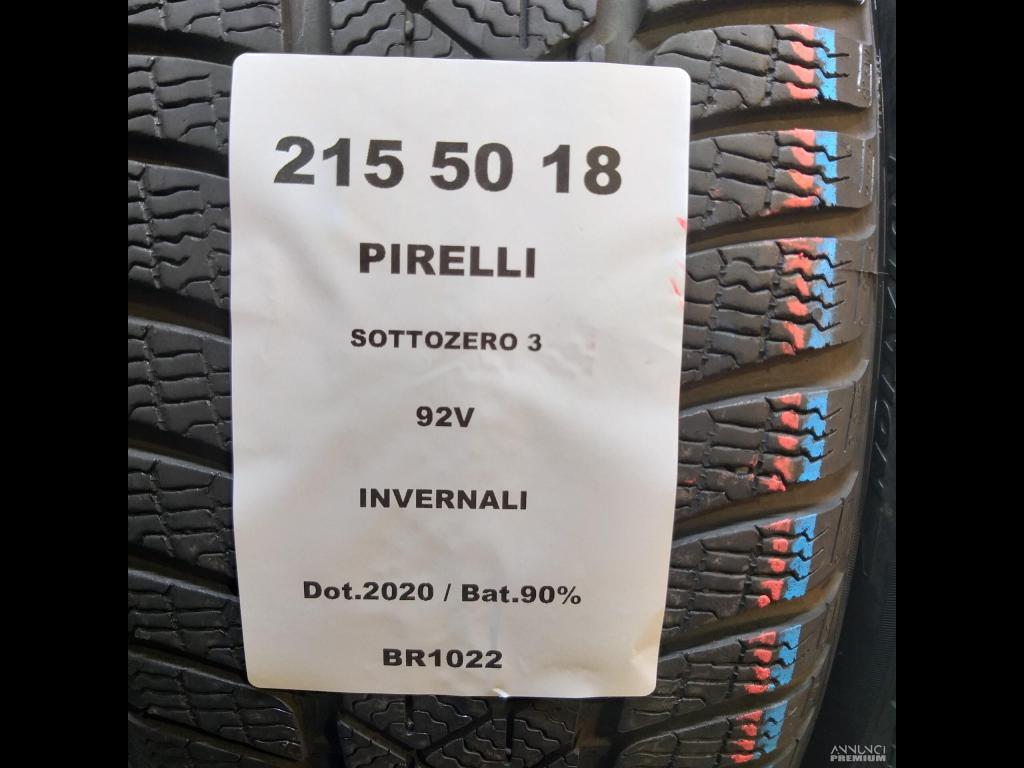 215 50 18
PIRELLI
SOTTOZERO 3
92V
INVERNALI
Dot.2020 / Bat.90%
BR1022
ANNUNCI
PREMIUM